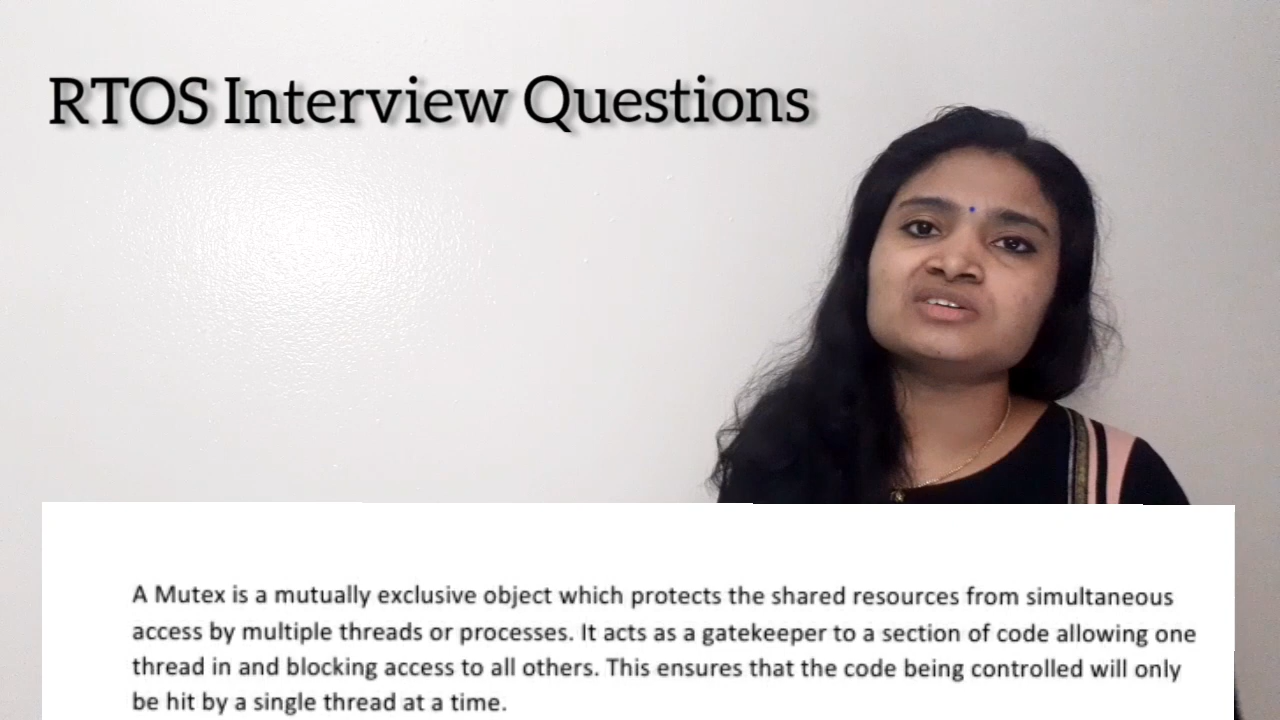 RTOS Interview Questions
A Mutex is a mutually exclusive object which protects the shared resources from simultaneous
access by multiple threads or processes. It acts as a gatekeeper to a section of code allowing one
thread in and blocking access to all others. This ensures that the code being controlled will only
be hit by a single thread at a time.